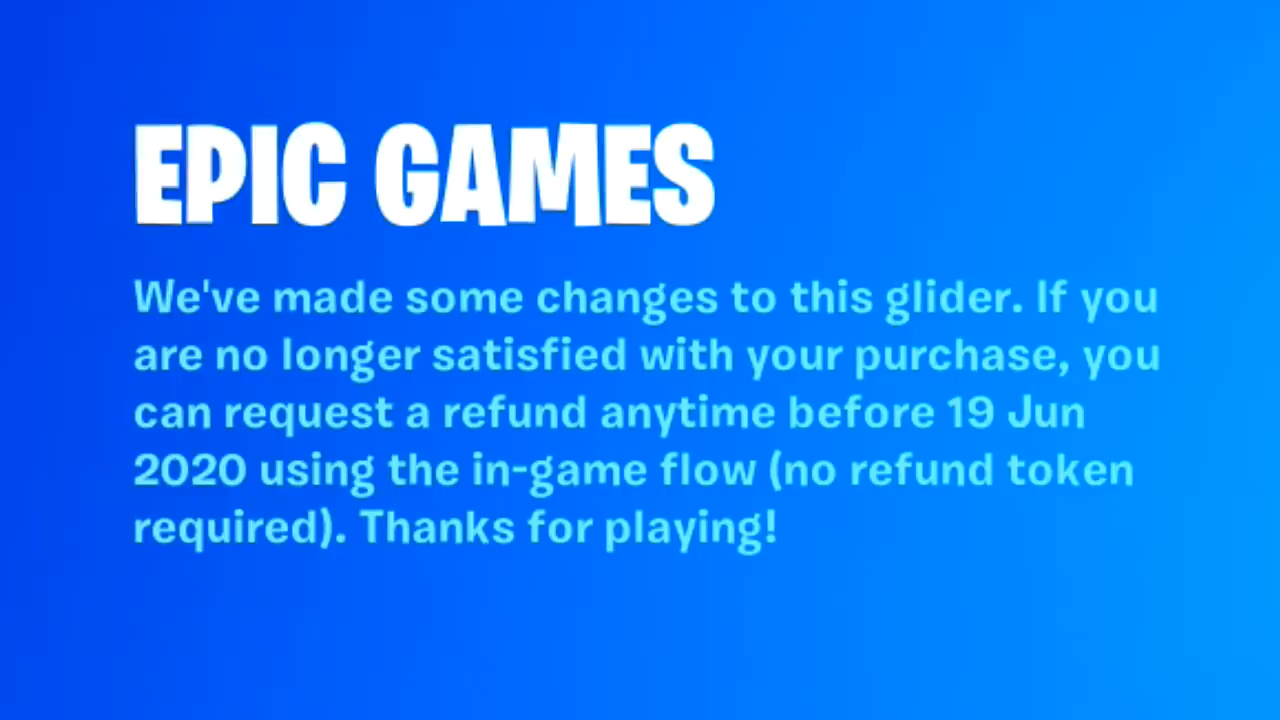 EPIC GAMES
We've made some changes to this glider. If you
are no longer satisfied with your purchase, you
can request a refund anytime before 19 Jun
2020 using the in-game flow (no refund token
required). Thanks for playing!